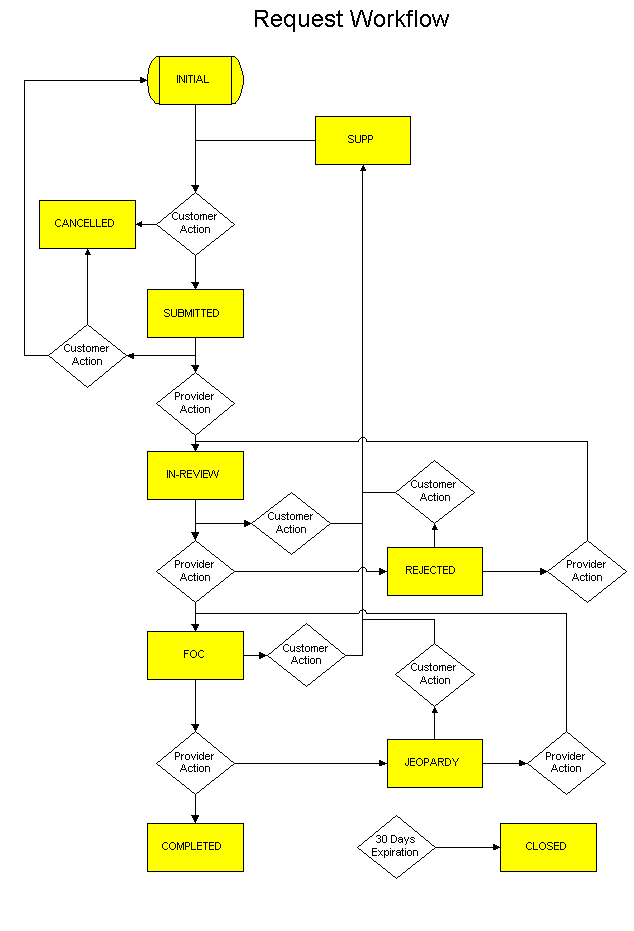 Request Workflow
INITIAL
SUPP
CANCELLED
Customer
Action
SUBMITTED
Customer
Action
Provider
Action
IN-REVIEW
Customer
Action
Customer
Action
Provider
Action
REJECTED
Provider
Action
FOC
Customer
Action
Customer
Action
Provider
Action
JEOPARDY
Provider
Action
COMPLETED
30 Days
Expiration
CLOSED